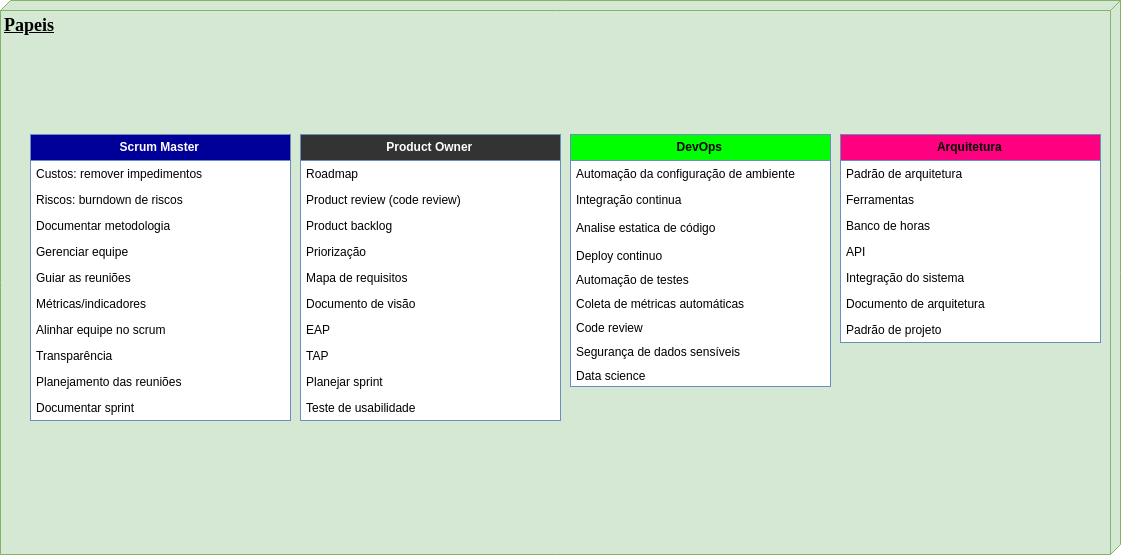 Papeis
Scrum Master
Custos: remover impedimentos
Riscos: burndown de riscos
Documentar metodologia
Gerenciar equipe
Guiar as reuniões
Métricas/indicadores
Alinhar equipe no scrum
Transparência
Planejamento das reuniões
Documentar sprint
Product Owner
Roadmap
Product review (code review)
Product backlog
Priorização
Mapa de requisitos
Documento de visão
EAP
TAP
Planejar sprint
Teste de usabilidade
DevOps
Automação da configuração de ambiente
Integração continua
Analise estatica de código
Deploy continuo
Automação de testes
Coleta de métricas automáticas
Code review
Segurança de dados sensíveis
Data science
Arquitetura
Padrão de arquitetura
Ferramentas
Banco de horas
API
Integração do sistema
Documento de arquitetura
Padrão de projeto